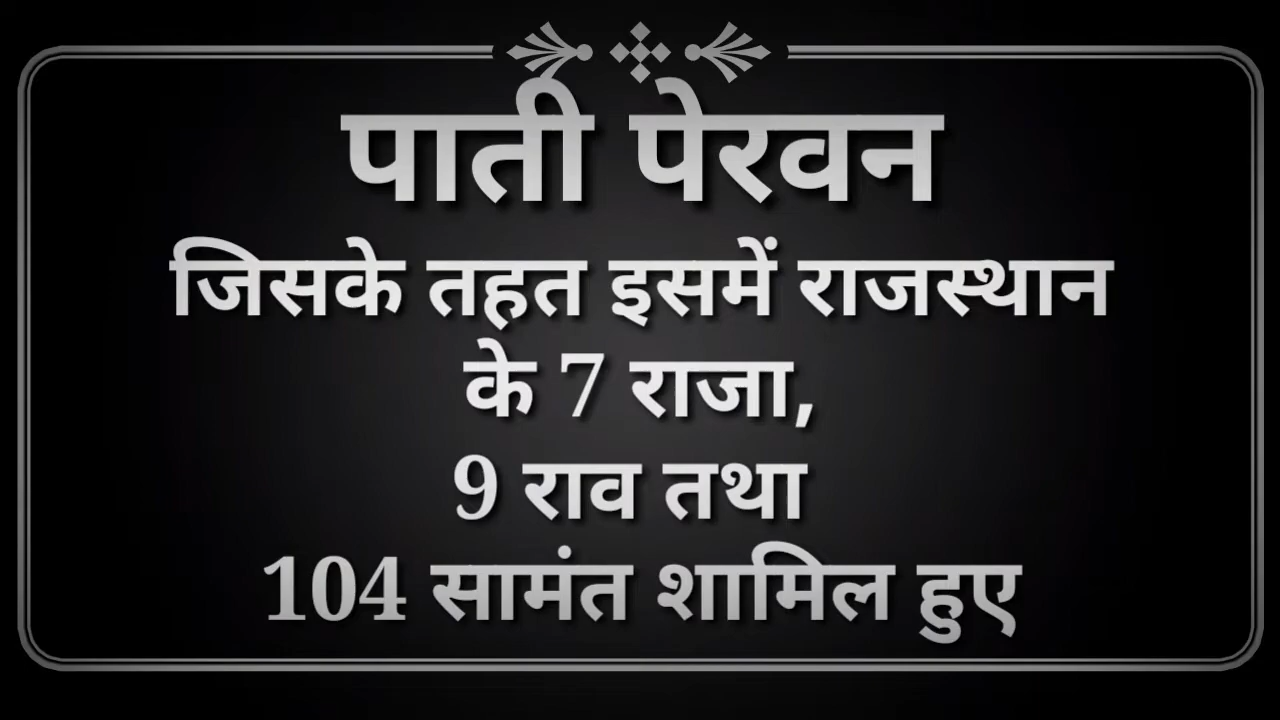 पाती पेरवन
जिसके तहत इसमें राजस्थान
के 7 राजा,
9 राव तथा
104 सामंत शामिल हुए